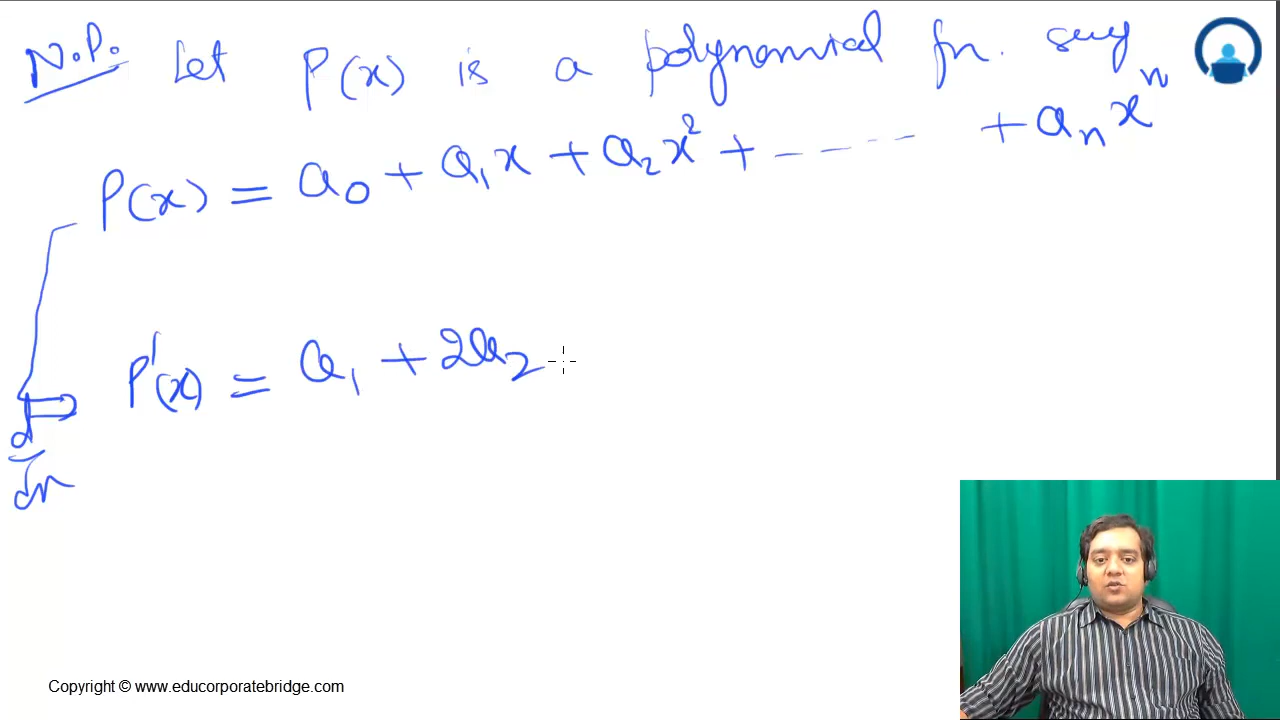 N.P. Let P(x) is a polynomial fn. say
P(x) = a₀ + a₁x + a₂x² + ------ + aₙxⁿ
P'(x) = a₁ + 2a₂
d/dx
Copyright © www.educorporatebridge.com